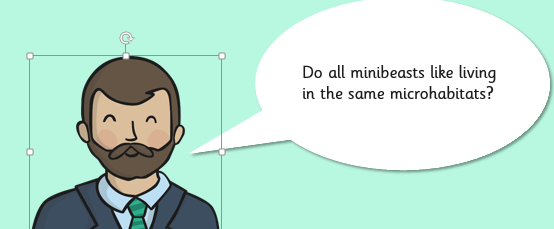 Do all minibeasts like living
in the same microhabitats?